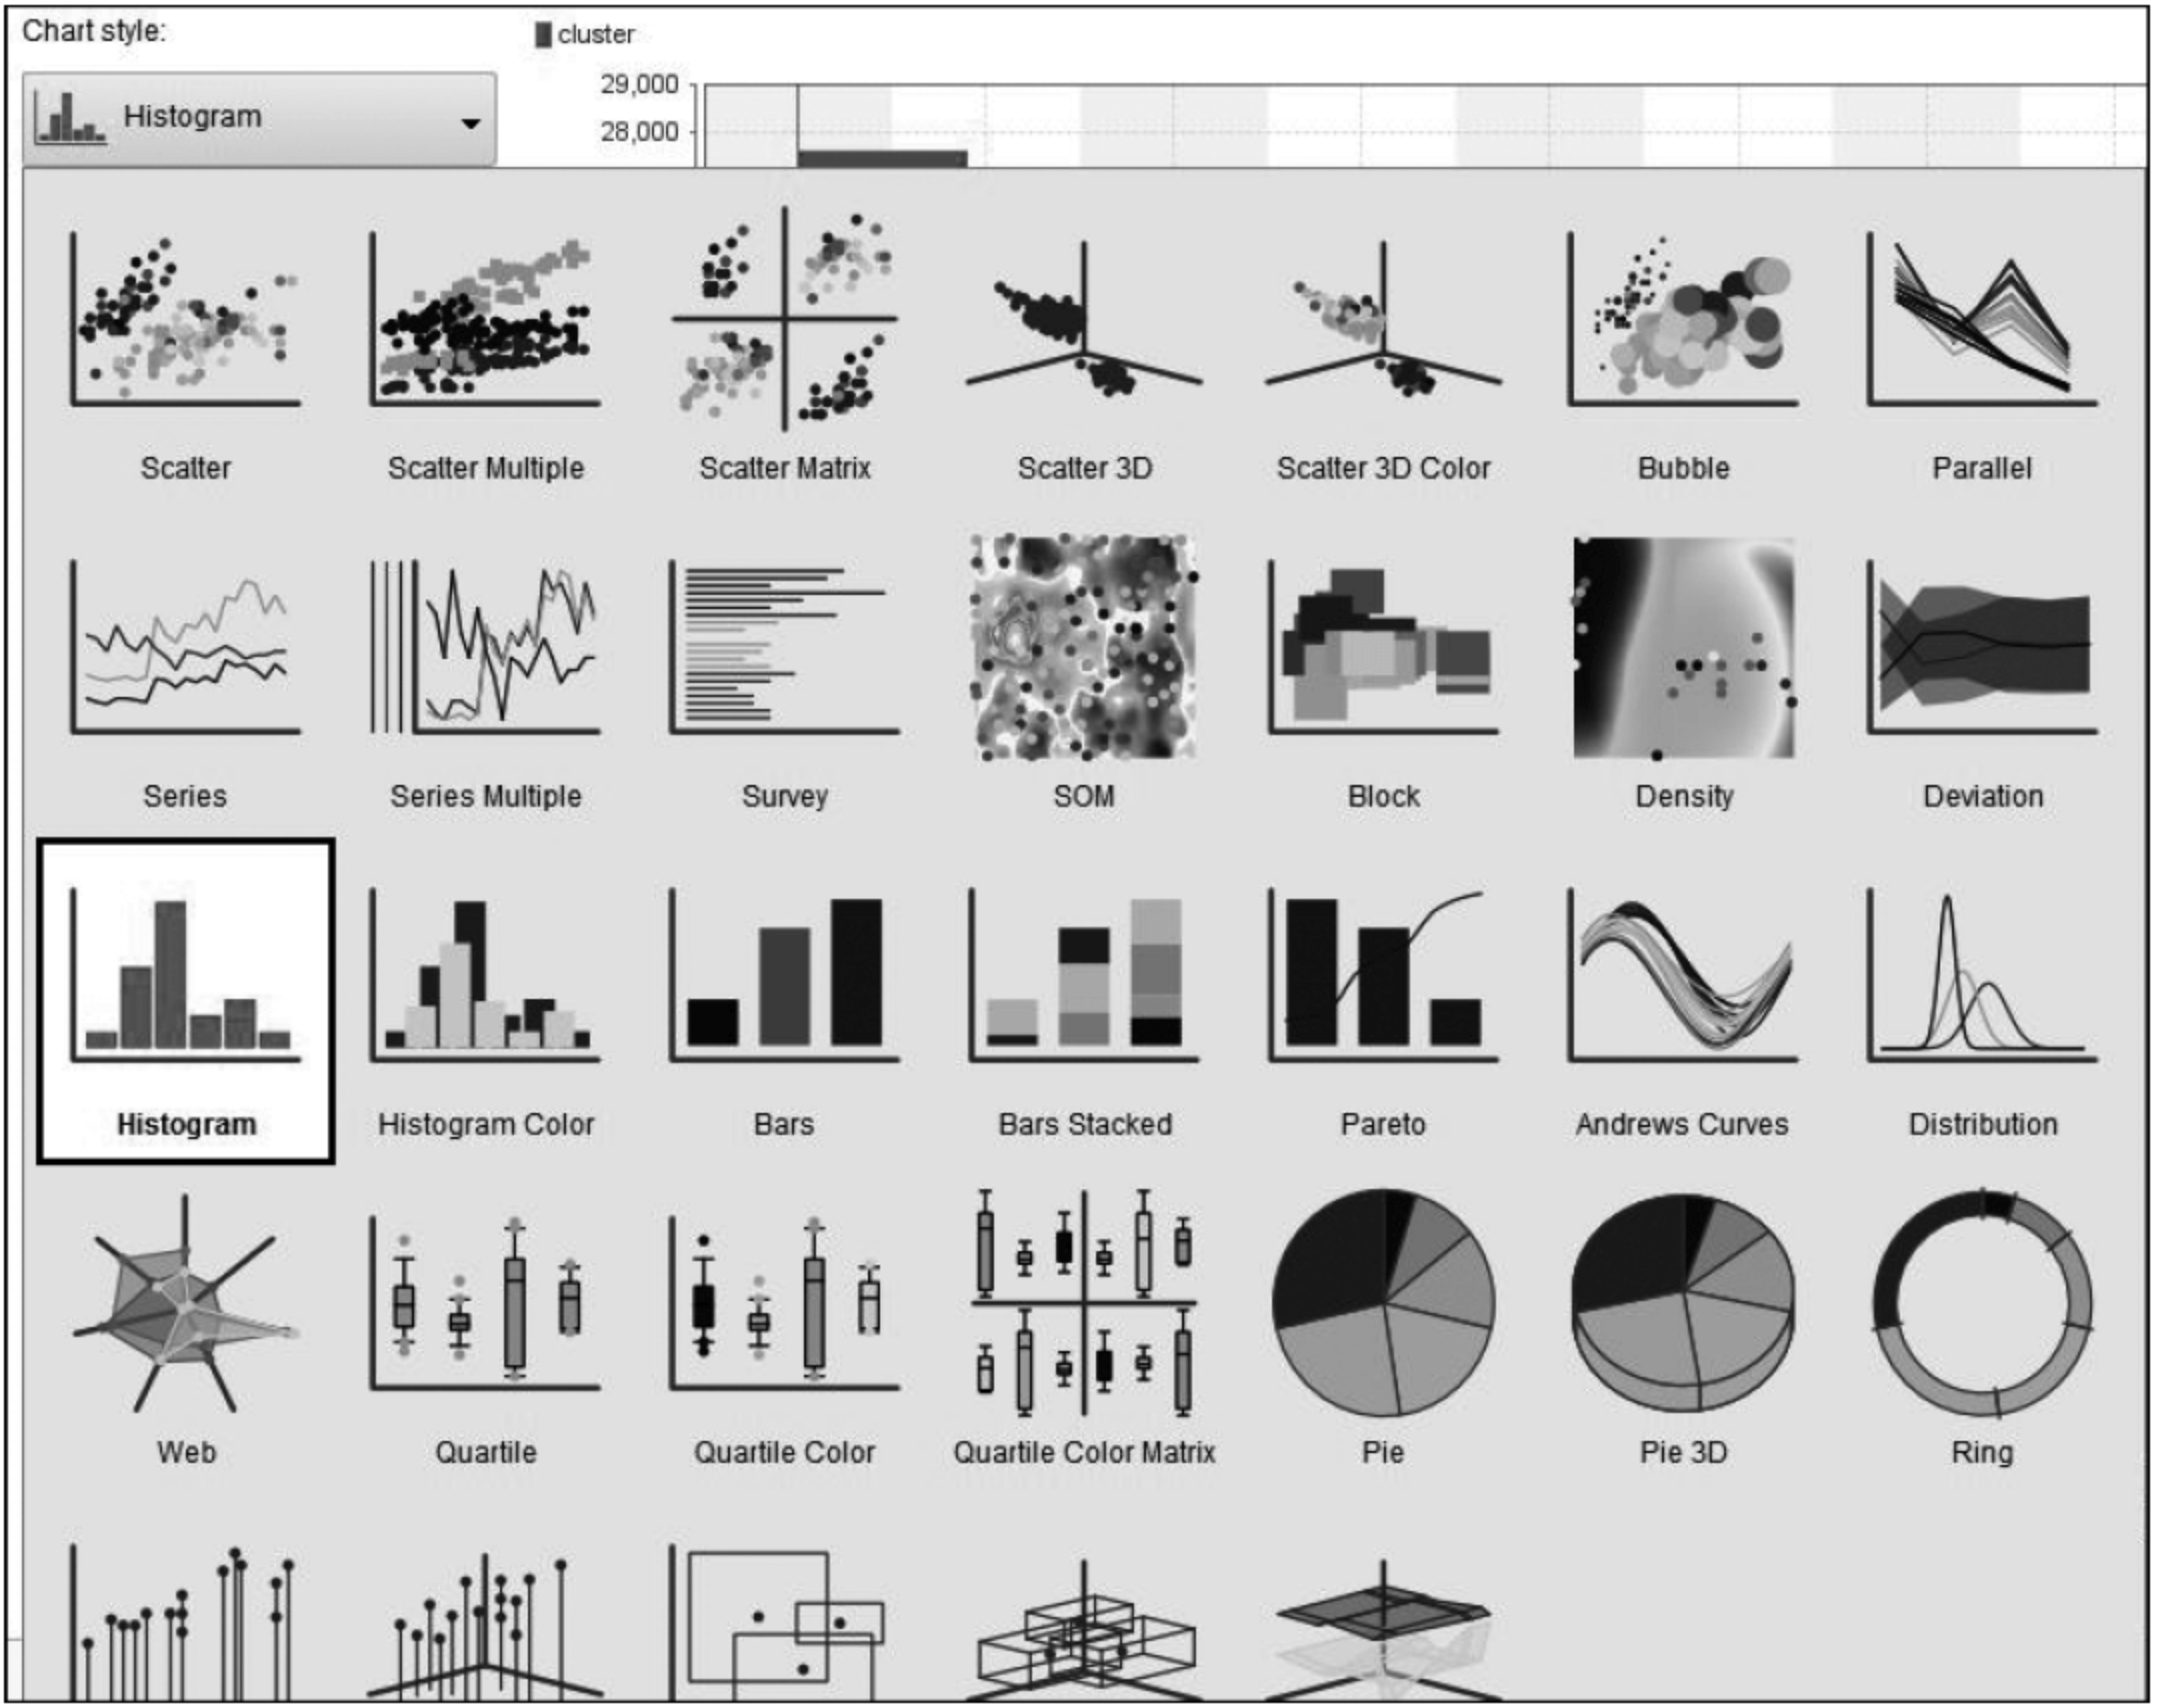 Chart style:
cluster
Histogram
29,000
28,000
Scatter
Scatter Multiple
Scatter Matrix
Scatter 3D
Scatter 3D Color
Bubble
Parallel
Series
Series Multiple
Survey
SOM
Block
Density
Deviation
Histogram
Histogram Color
Bars
Bars Stacked
Pareto
Andrews Curves
Distribution
Web
Quartile
Quartile Color
Quartile Color Matrix
Pie
Pie 3D
Ring